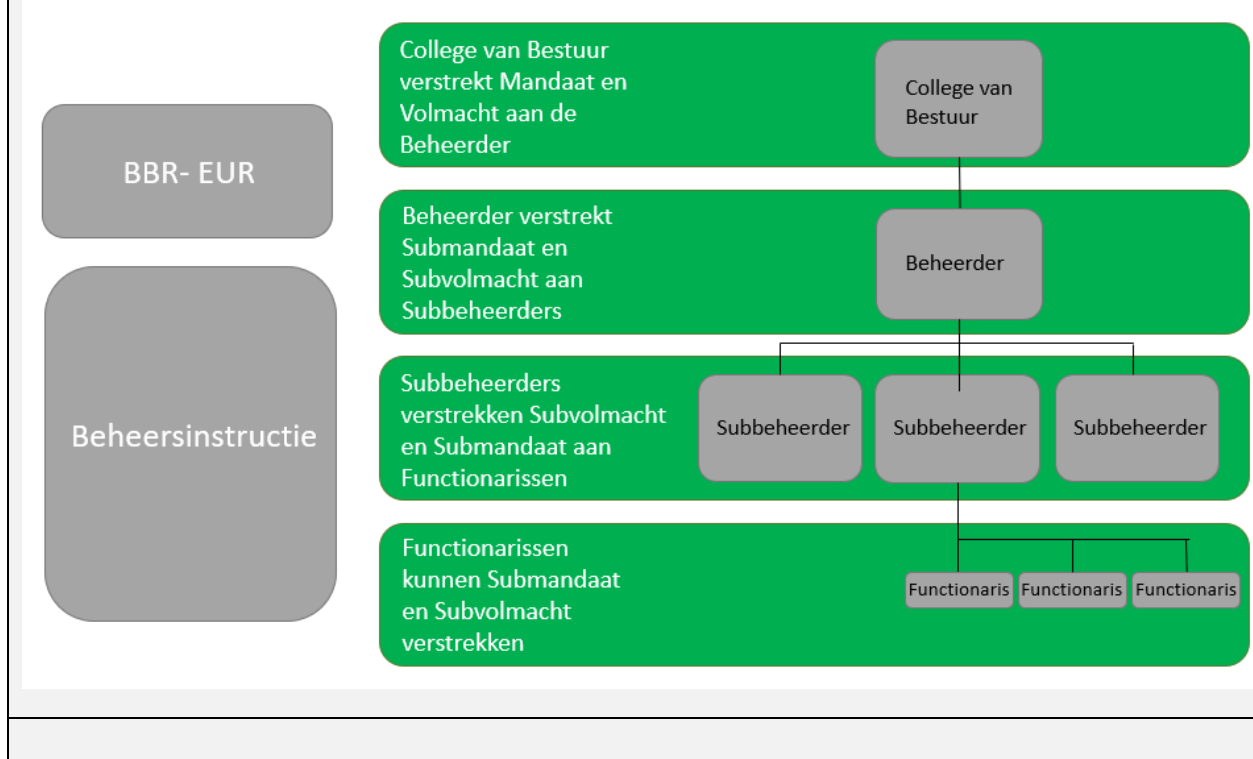 BBR- EUR
Beheersinstructie
College van Bestuur
verstrekt Mandaat en
Volmacht aan de
Beheerder
College van
Bestuur
Beheerder verstrekt
Submandaat en
Subvolmacht aan
Subbeheerders
Beheerder
Subbeheerders
verstrekken Subvolmacht
en Submandaat aan
Functionarissen
Subbeheerder
Subbeheerder
Subbeheerder
Functionarissen
kunnen Submandaat
en Subvolmacht
verstrekken
Functionaris
Functionaris
Functionaris